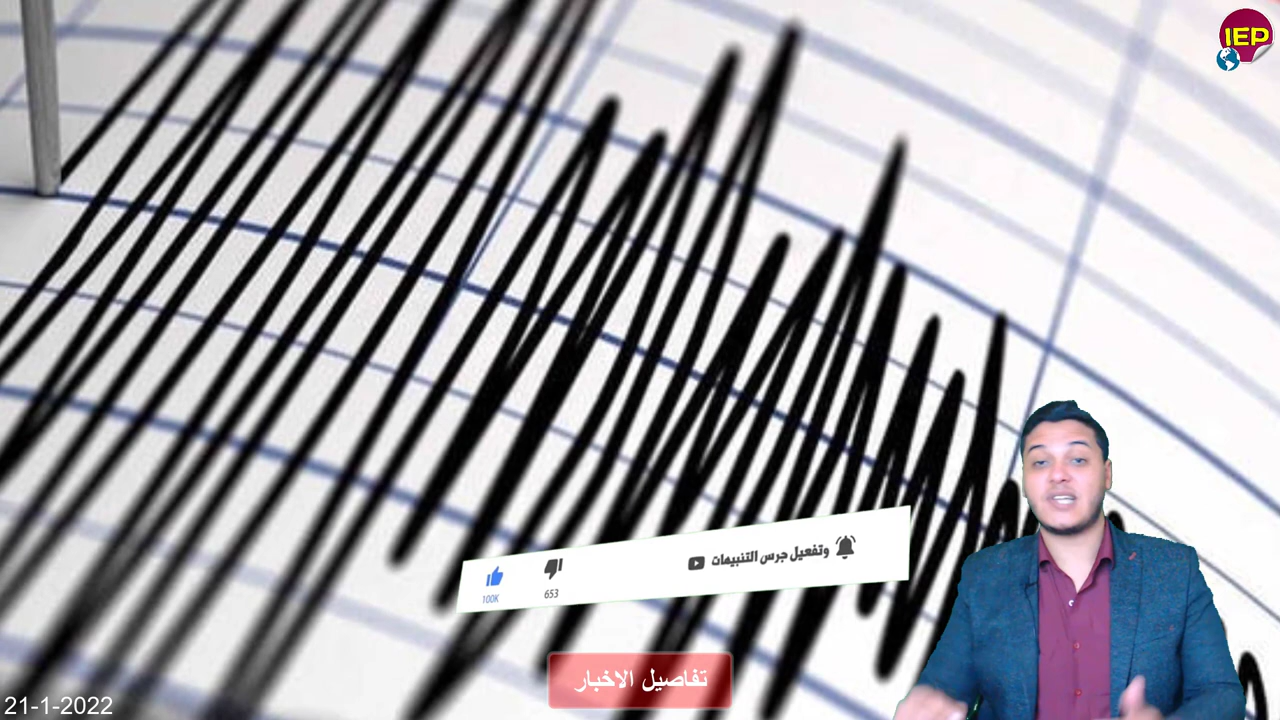 IEP
وتفعيل جرس التنبيهات
100K
653
تفاصيل الاخبار
21-1-2022